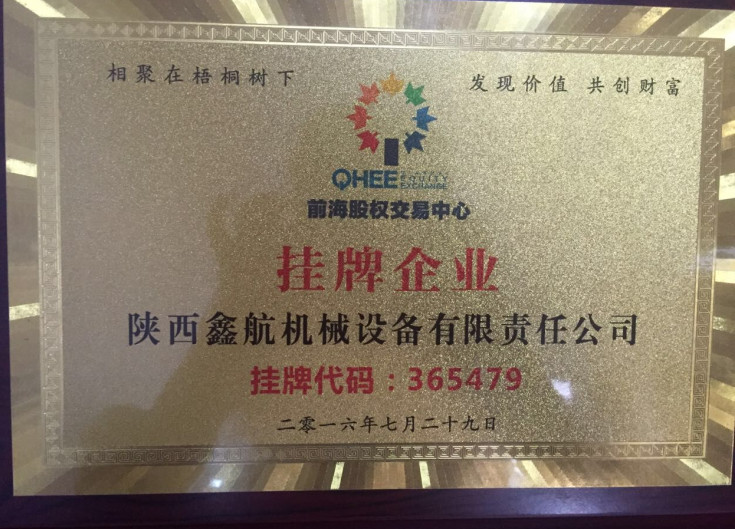 相聚在梧桐树下
发现价值 共创财富
QHEE EQUITY EXCHANGE
前海股权交易中心
挂牌企业
陕西鑫航机械设备有限责任公司
挂牌代码：365479
二零一六年七月二十九日